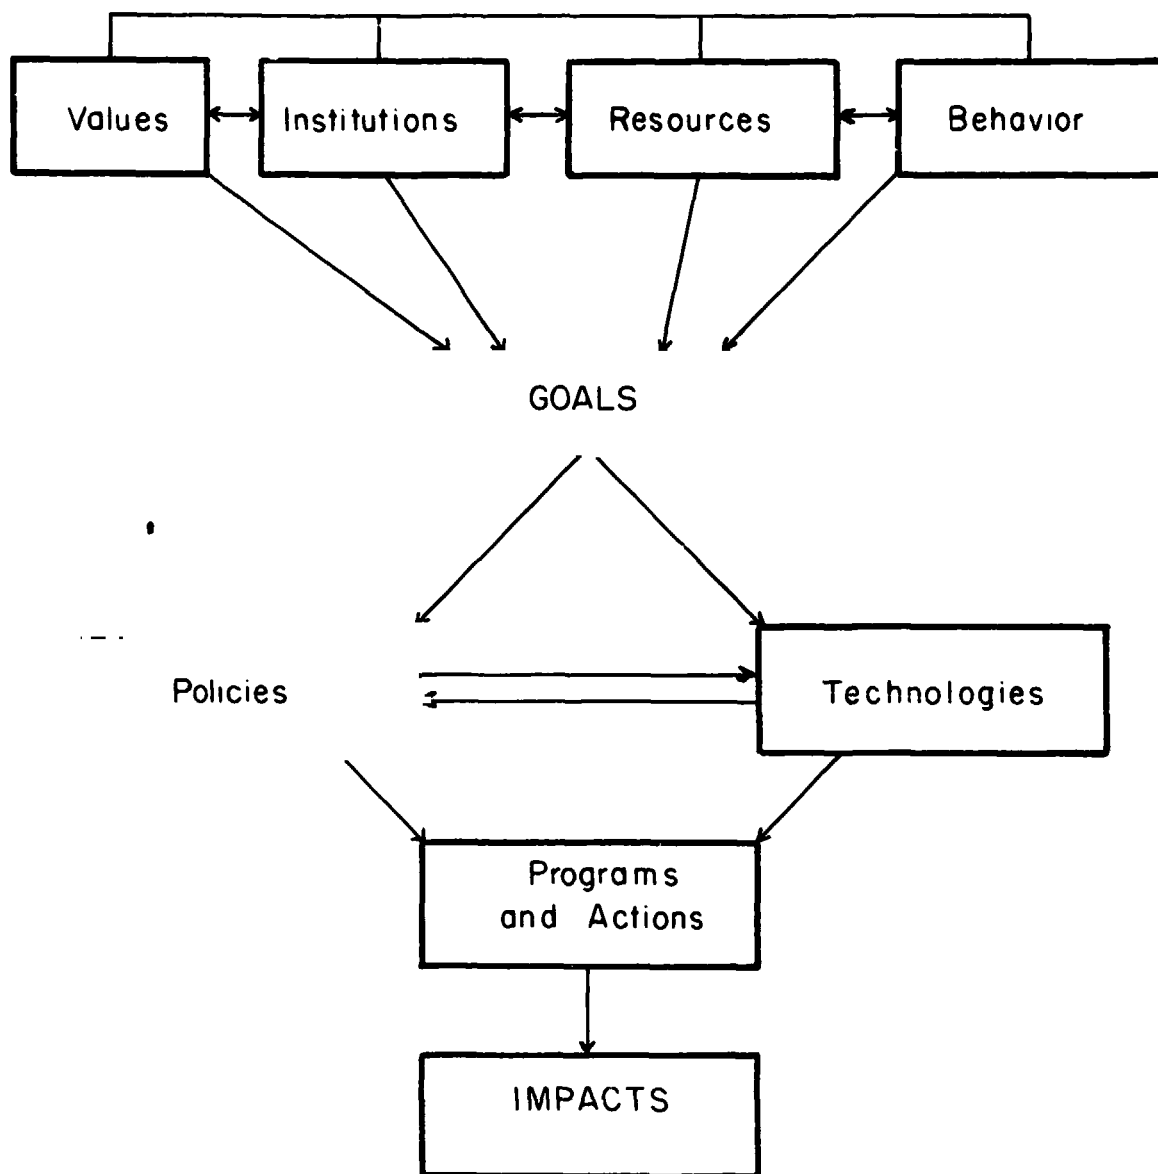 Values
Institutions
Resources
Behavior
GOALS
Policies
Technologies
Programs
and Actions
IMPACTS